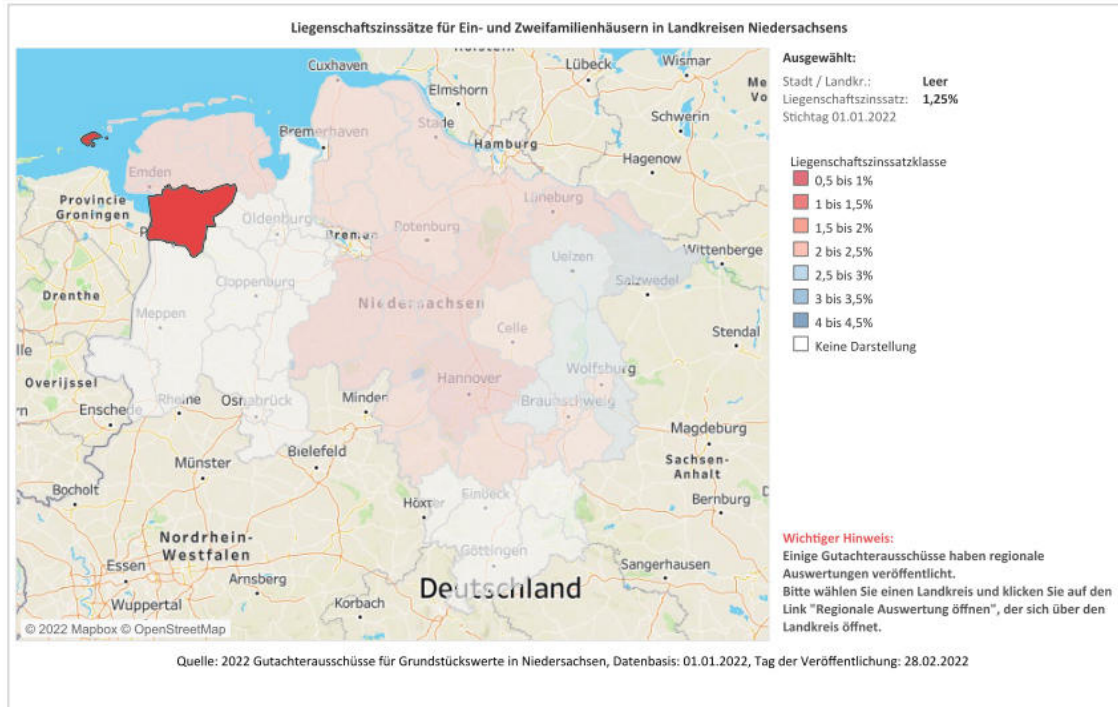 Liegenschaftszinssätze für Ein- und Zweifamilienhäusern in Landkreisen Niedersachsens
Ausgewählt:
Stadt / Landkr.: Leer
Liegenschaftszinssatz: 1,25%
Stichtag 01.01.2022
Liegenschaftszinssatzklasse
0,5 bis 1%
1 bis 1,5%
1,5 bis 2%
2 bis 2,5%
2,5 bis 3%
3 bis 3,5%
4 bis 4,5%
Keine Darstellung
Cuxhaven
Lübeck
Wismar
Elmshorn
Stade
Schwerin
Bremerhaven
Hamburg
Hagenow
Emden
Provincie
Groningen
Oldenburg
Lüneburg
Rotenburg
Bremen
Wittenberge
Uelzen
Salzwedel
Cloppenburg
Drenthe
Niedersachsen
Meppen
Celle
Stendal
Overijssel
Hannover
Wolfsburg
Rheine
Osnabrück
Minden
Braunschweig
Enschede
Magdeburg
Bielefeld
Sachsen-
Anhalt
Münster
Bocholt
Höxter
Einbeck
Bernburg
Nordrhein-
Westfalen
Göttingen
Essen
Arnsberg
Sangerhausen
Deutschland
Wuppertal
Korbach
© 2022 Mapbox © OpenStreetMap
Wichtiger Hinweis:
Einige Gutachterausschüsse haben regionale
Auswertungen veröffentlicht.
Bitte wählen Sie einen Landkreis und klicken Sie auf den
Link "Regionale Auswertung öffnen", der sich über den
Landkreis öffnet.
Quelle: 2022 Gutachterausschüsse für Grundstückswerte in Niedersachsen, Datenbasis: 01.01.2022, Tag der Veröffentlichung: 28.02.2022